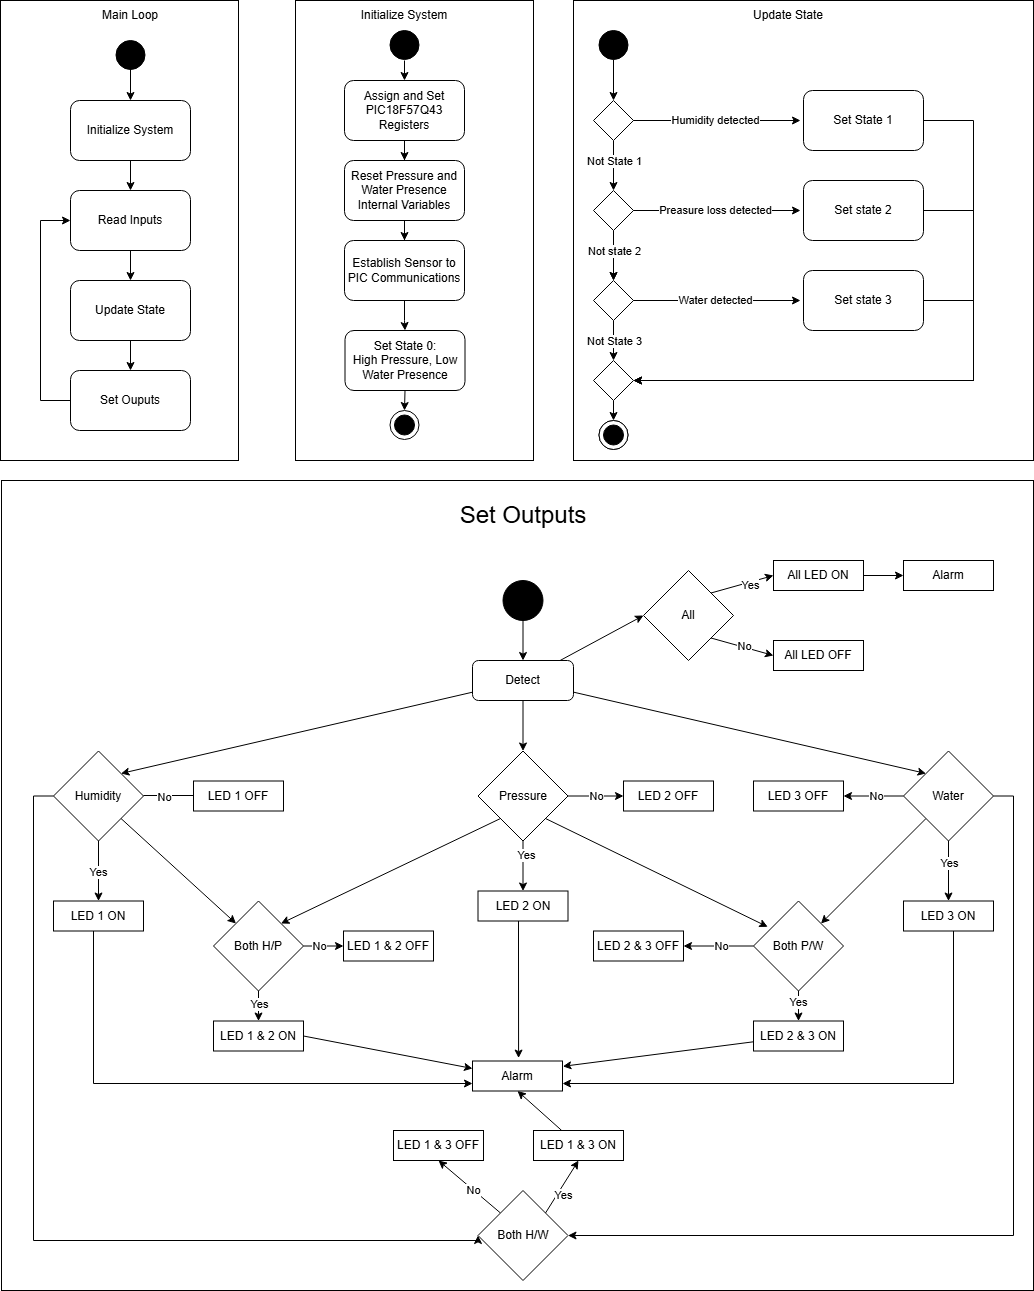 Main Loop
Initialize System
Read Inputs
Update State
Set Ouputs
Initialize System
Assign and Set
PIC18F57Q43
Registers
Reset Pressure and
Water Presence
Internal Variables
Establish Sensor to
PIC Communications
Set State 0:
High Pressure, Low
Water Presence
Update State
Humidity detected
Set State 1
Not State 1
Preasure loss detected
Set state 2
Not state 2
Water detected
Set state 3
Not State 3
Set Outputs
All LED ON
Alarm
Yes
All
No
All LED OFF
Detect
Humidity
No
LED 1 OFF
Pressure
No
LED 2 OFF
LED 3 OFF
No
Water
Yes
Yes
Yes
LED 1 ON
LED 2 ON
LED 3 ON
Both H/P
No
LED 1 & 2 OFF
LED 2 & 3 OFF
No
Both P/W
Yes
Yes
LED 1 & 2 ON
LED 2 & 3 ON
Alarm
LED 1 & 3 OFF
LED 1 & 3 ON
No
Yes
Both H/W